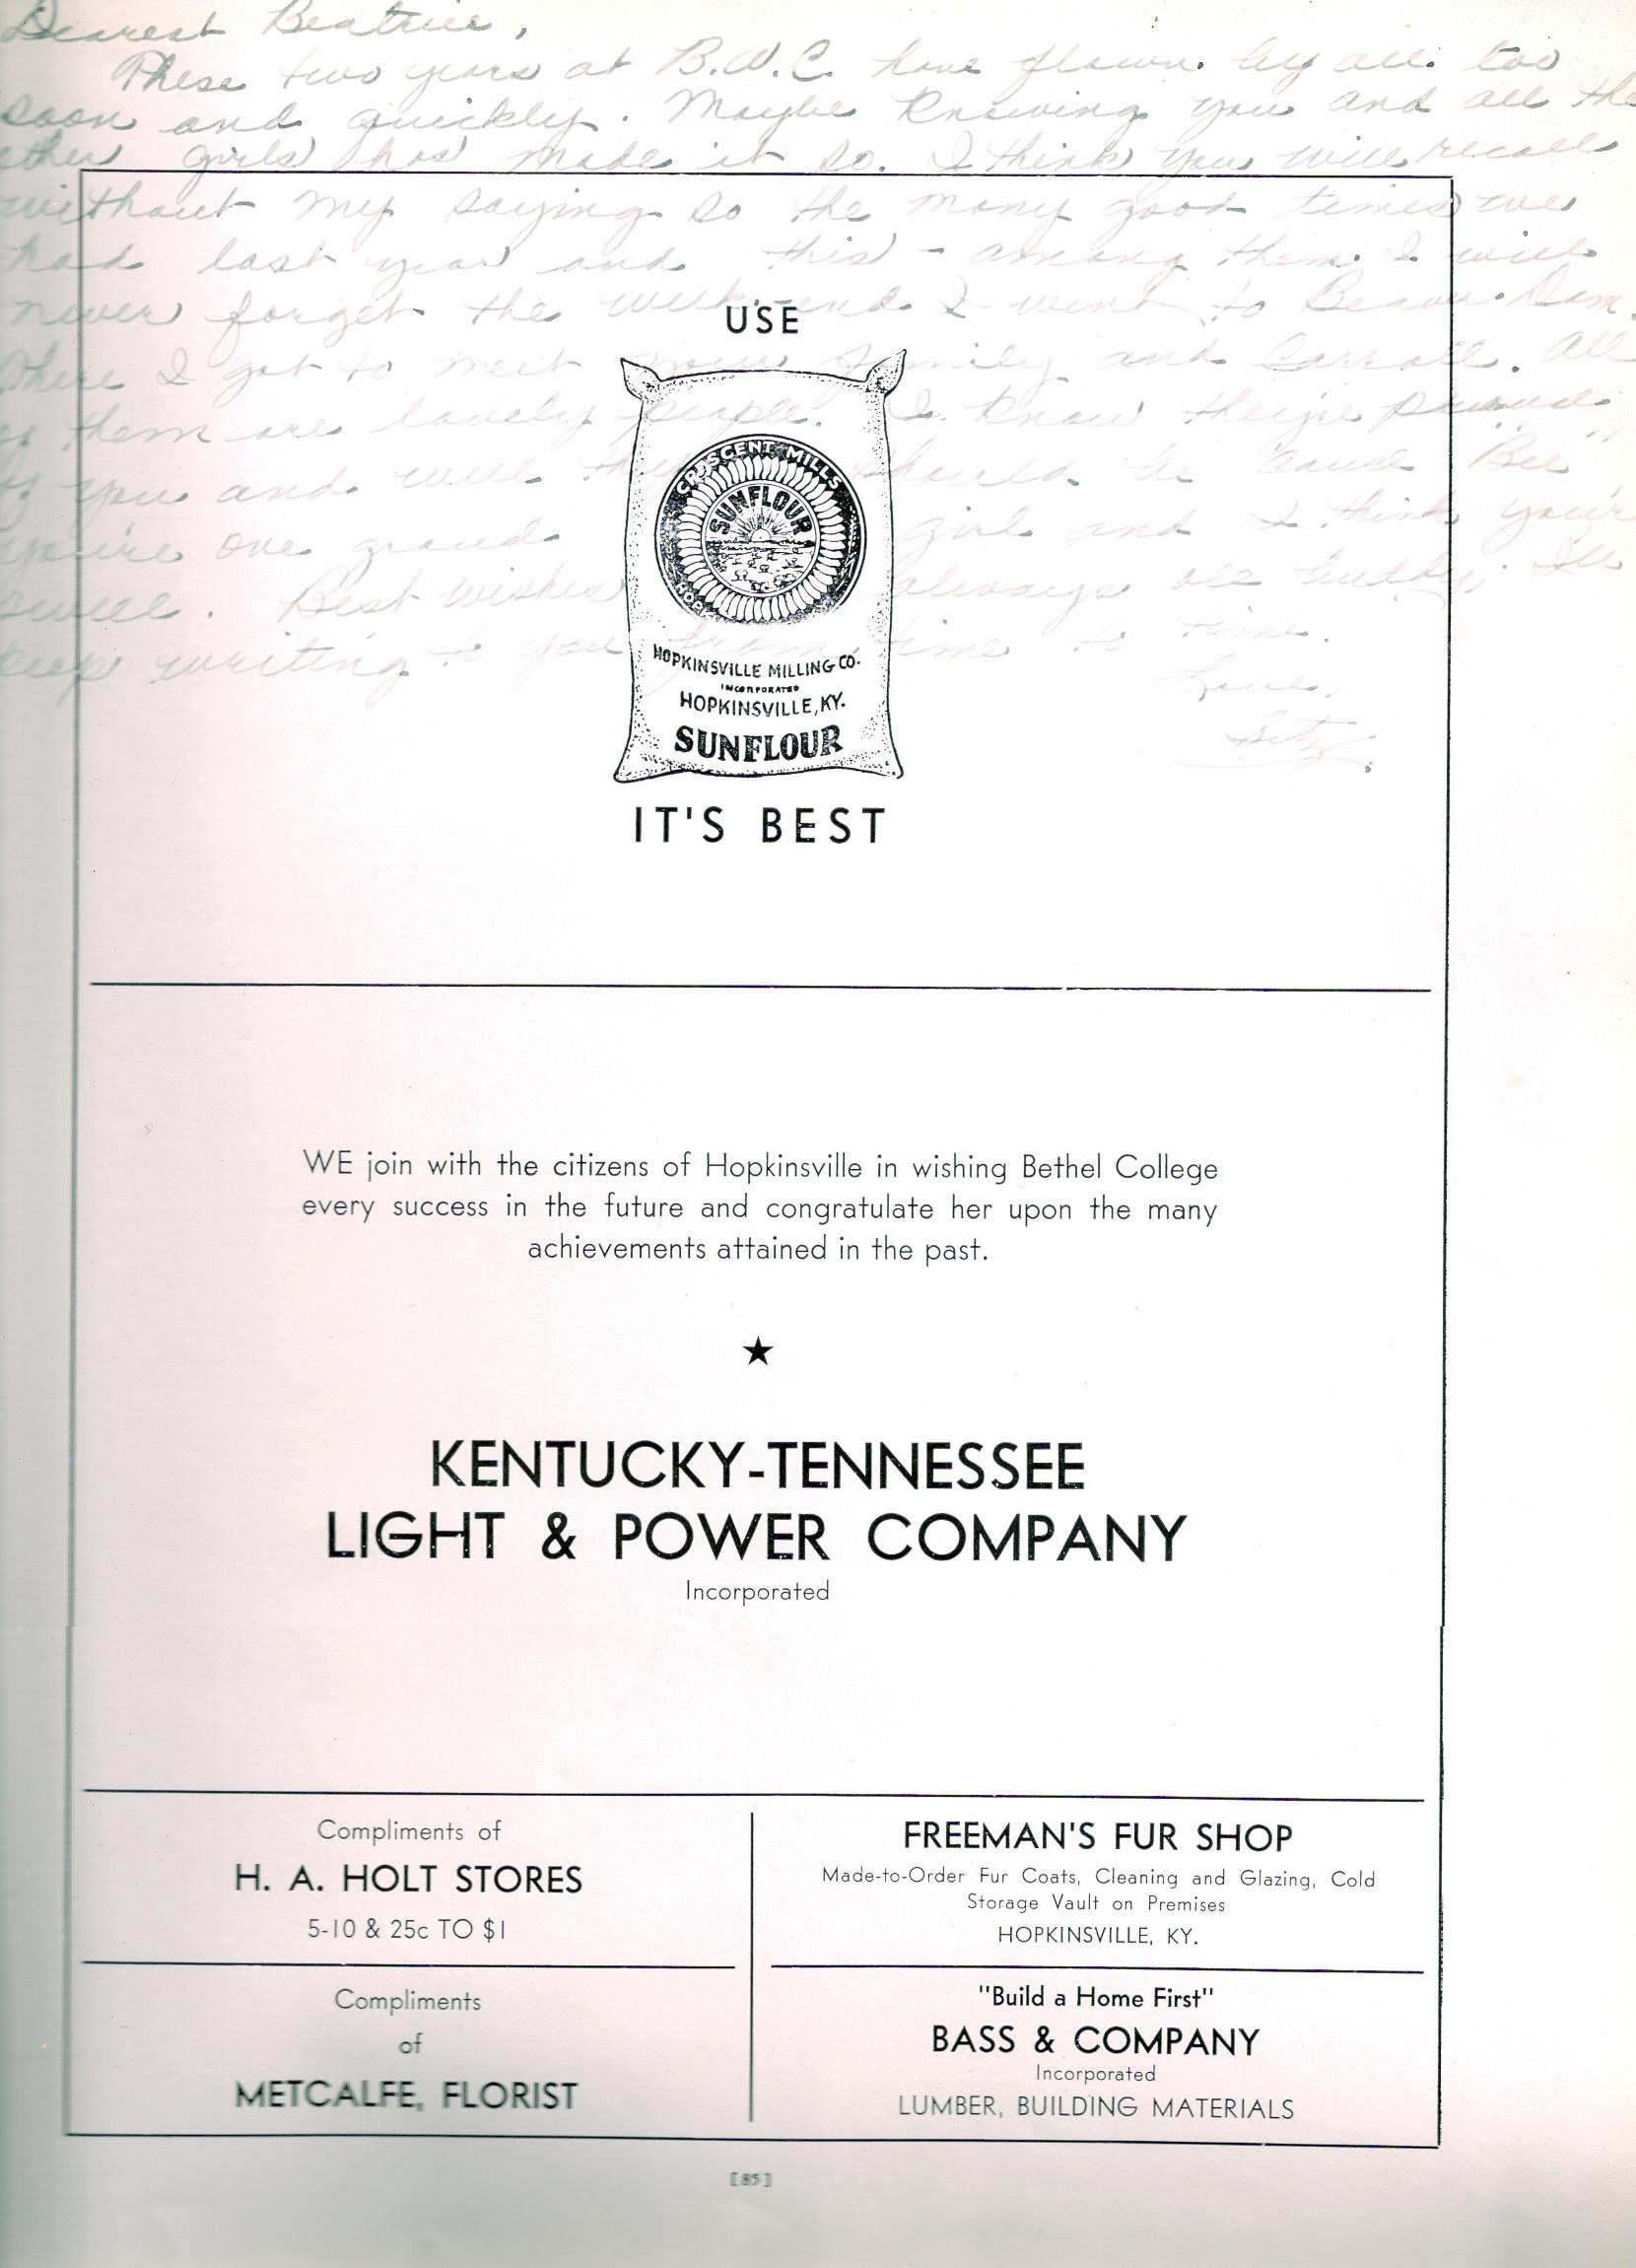 Dearest Beatrice,
These two years at B.W.C. have flown by all too
soon and quickly. Maybe knowing you and all the
other girls has made it so. I think you will recall
without my saying so the many good times we
had last year and this - among them. I will
never forget the week-end I went to Beaver Dam.
There I got to meet your family and Carroll. All
of them are lovely people. I know they're proud
of you and well they should be 'cause "Bee"
you're one grand girl and I think you're
swell. Best wishes always ole buddy. I'll
keep writing to you from time to time.
Love,
USE
CRESCENT MILLS
SUNFLOUR
HOPKINSVILLE MILLING CO.
INCORPORATED
HOPKINSVILLE, KY.
SUNFLOUR
IT'S BEST
WE join with the citizens of Hopkinsville in wishing Bethel College
every success in the future and congratulate her upon the many
achievements attained in the past.
★
KENTUCKY-TENNESSEE
LIGHT & POWER COMPANY
Incorporated
Compliments of
H. A. HOLT STORES
5-10 & 25c TO $1
Compliments
of
METCALFE, FLORIST
FREEMAN'S FUR SHOP
Made-to-Order Fur Coats, Cleaning and Glazing, Cold
Storage Vault on Premises
HOPKINSVILLE, KY.
"Build a Home First"
BASS & COMPANY
Incorporated
LUMBER, BUILDING MATERIALS
[85]